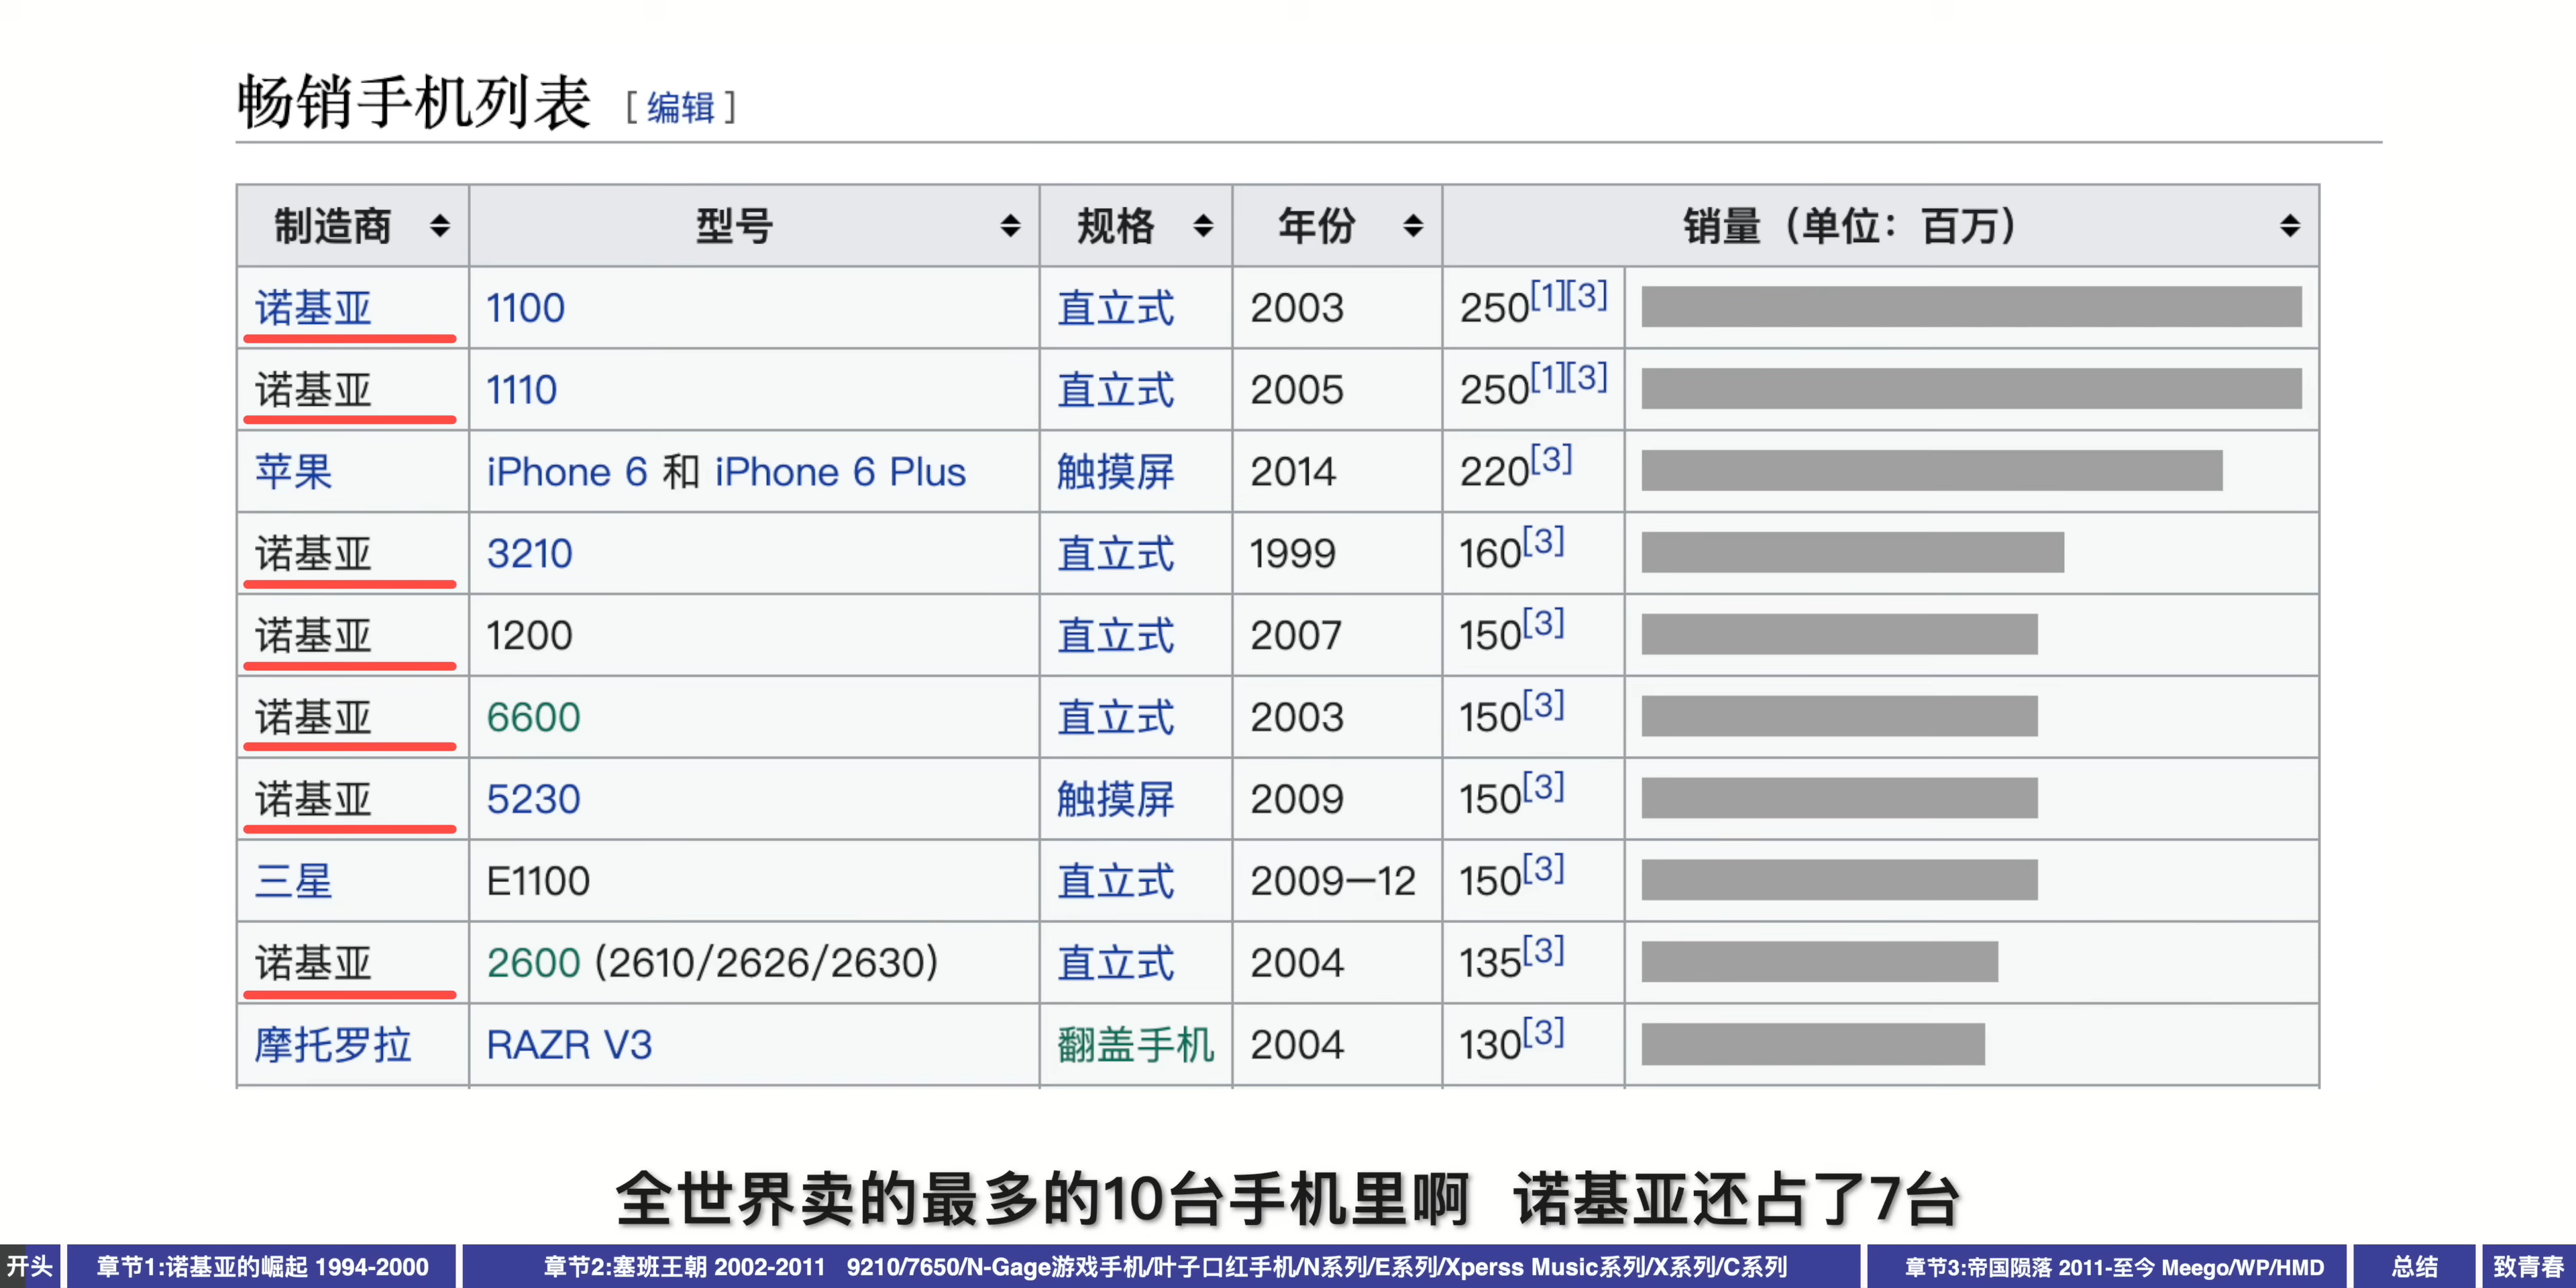 畅销手机列表 [编辑]
制造商 型号 规格 年份 销量（单位：百万）
诺基亚 1100 直立式 2003 250[1][3]
诺基亚 1110 直立式 2005 250[1][3]
苹果 iPhone 6 和 iPhone 6 Plus 触摸屏 2014 220[3]
诺基亚 3210 直立式 1999 160[3]
诺基亚 1200 直立式 2007 150[3]
诺基亚 6600 直立式 2003 150[3]
诺基亚 5230 触摸屏 2009 150[3]
三星 E1100 直立式 2009–12 150[3]
诺基亚 2600 (2610/2626/2630) 直立式 2004 135[3]
摩托罗拉 RAZR V3 翻盖手机 2004 130[3]
全世界卖的最多的10台手机里啊 诺基亚还占了7台
开头 章节1:诺基亚的崛起 1994-2000 章节2:塞班王朝 2002-2011 9210/7650/N-Gage游戏手机/叶子口红手机/N系列/E系列/Xperss Music系列/X系列/C系列 章节3:帝国陨落 2011-至今 Meego/WP/HMD 总结 致青春